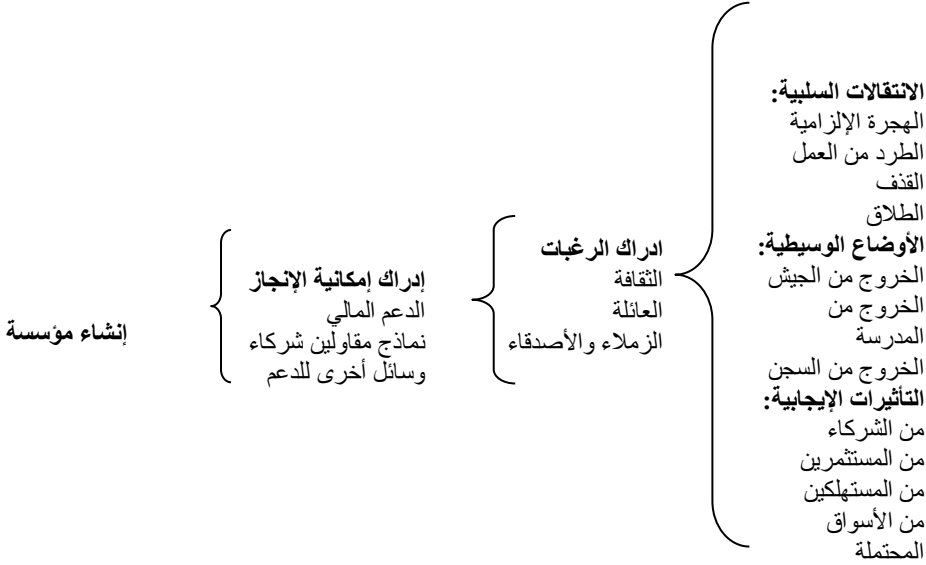 الانتقالات السلبية:
الهجرة الإلزامية
الطرد من العمل
القذف
الطلاق
الأوضاع الوسيطية:
الخروج من الجيش
الخروج من
المدرسة
الخروج من السجن
التأثيرات الإيجابية:
من الشركاء
من المستثمرين
من المستهلكين
من الأسواق
المحتملة
ادراك الرغبات
الثقافة
العائلة
الزملاء والأصدقاء
إدراك إمكانية الإنجاز
الدعم المالي
نماذج مقاولين شركاء
وسائل أخرى للدعم
إنشاء مؤسسة